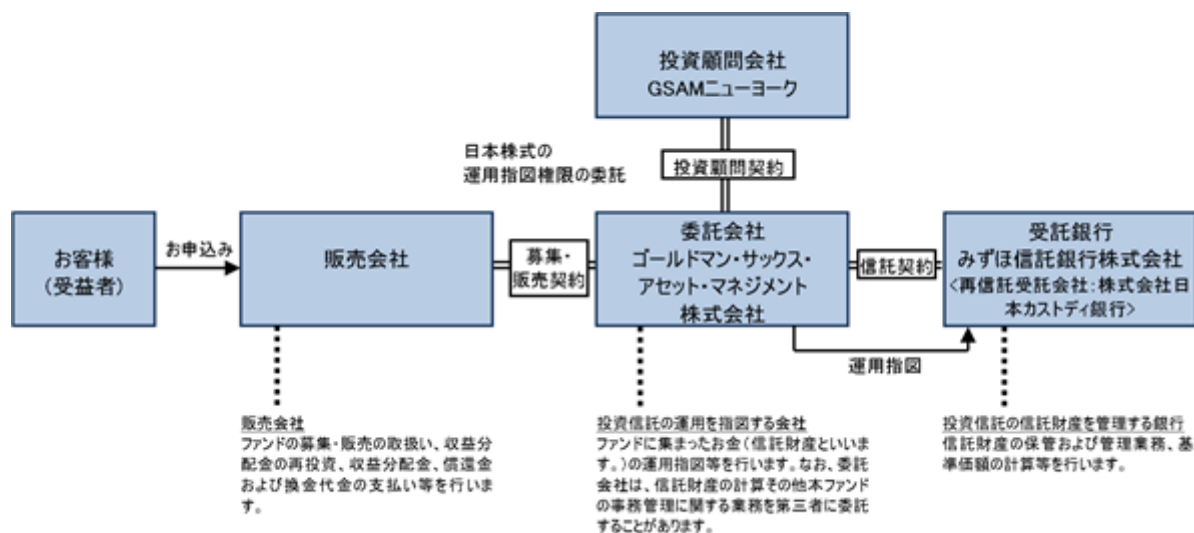 投資顧問会社
GSAMニューヨーク
日本株式の
運用指図権限の委託
投資顧問契約
お客様
(受益者)
お申込み
販売会社
募集・
販売契約
委託会社
ゴールドマン・サックス・
アセット・マネジメント
株式会社
信託契約
受託銀行
みずほ信託銀行株式会社
<再信託受託会社:株式会社日
本カストディ銀行>
運用指図
販売会社
ファンドの募集・販売の取扱い、収益分
配金の再投資、収益分配金、償還金
および換金代金の支払い等を行いま
す。
投資信託の運用を指図する会社
ファンドに集まったお金(信託財産といいま
す。)の運用指図等を行います。なお、委託
会社は、信託財産の計算その他本ファンド
の事務管理に関する業務を第三者に委託
することがあります。
投資信託の信託財産を管理する銀行
信託財産の保管および管理業務、基
準価額の計算等を行います。